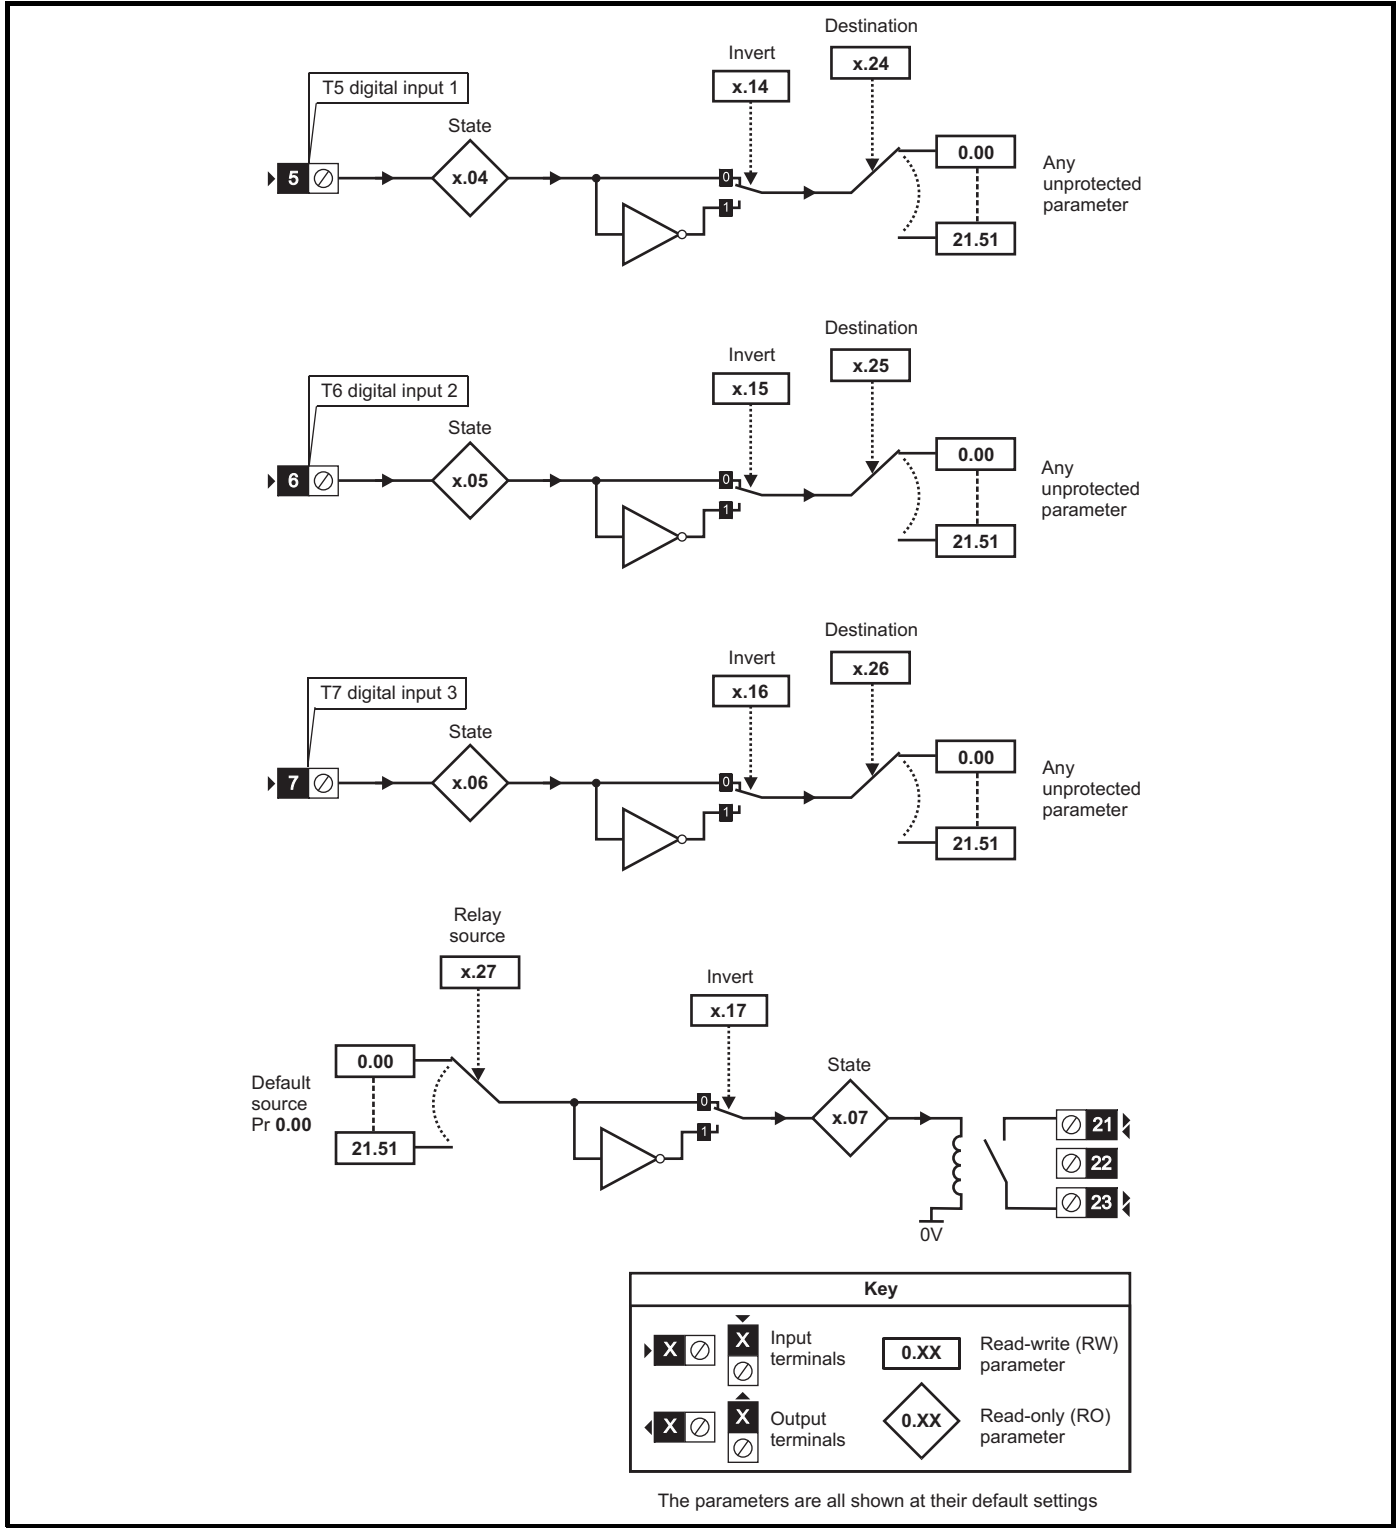 Destination
x.24
Invert
x.14
T5 digital input 1
State
5
x.04
0
1
0.00
21.51
Any
unprotected
parameter
Destination
x.25
Invert
x.15
T6 digital input 2
State
6
x.05
0
1
0.00
21.51
Any
unprotected
parameter
Destination
x.26
Invert
x.16
T7 digital input 3
State
7
x.06
0
1
0.00
21.51
Any
unprotected
parameter
Relay
source
x.27
Invert
x.17
0.00
Default
source
Pr 0.00
21.51
0
1
State
x.07
0V
21
22
23
Key
X
X
Input
terminals
0.XX
Read-write (RW)
parameter
X
X
Output
terminals
0.XX
Read-only (RO)
parameter
The parameters are all shown at their default settings